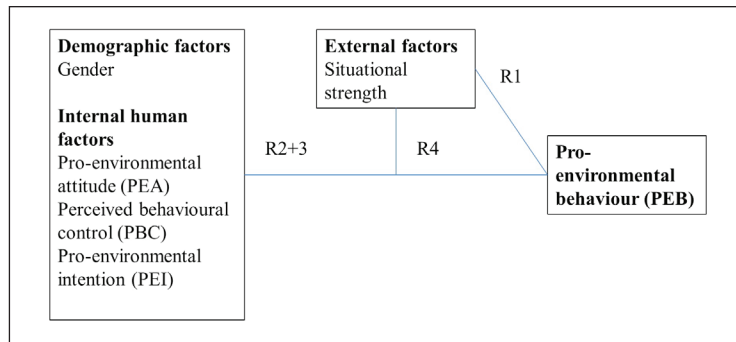 Demographic factors
Gender
Internal human
factors
Pro-environmental
attitude (PEA)
Perceived behavioural
control (PBC)
Pro-environmental
intention (PEI)
R2+3
External factors
Situational
strength
R1
R4
Pro-
environmental
behaviour (PEB)